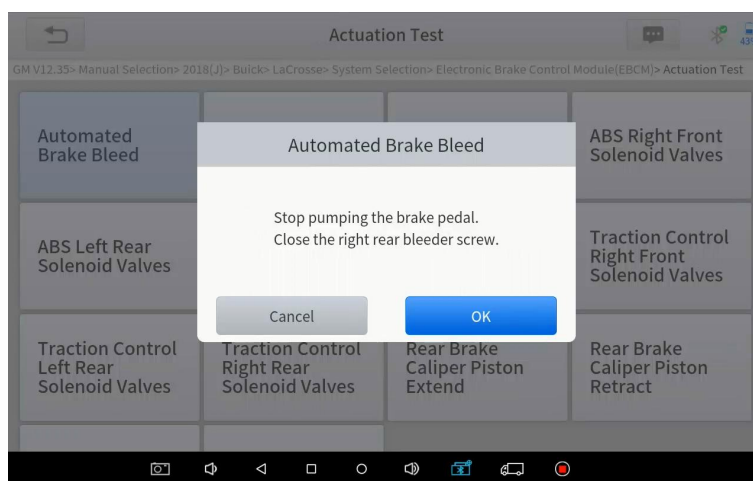 Actuation Test
43%
GM V12.35> Manual Selection> 2018(J)> Buick> LaCrosse> System Selection> Electronic Brake Control Module(EBCM)> Actuation Test
Automated
Brake Bleed
ABS Right Front
Solenoid Valves
Automated Brake Bleed
Stop pumping the brake pedal.
Close the right rear bleeder screw.
Cancel
OK
ABS Left Rear
Solenoid Valves
Traction Control
Right Front
Solenoid Valves
Traction Control
Left Rear
Solenoid Valves
Traction Control
Right Rear
Solenoid Valves
Rear Brake
Caliper Piston
Extend
Rear Brake
Caliper Piston
Retract